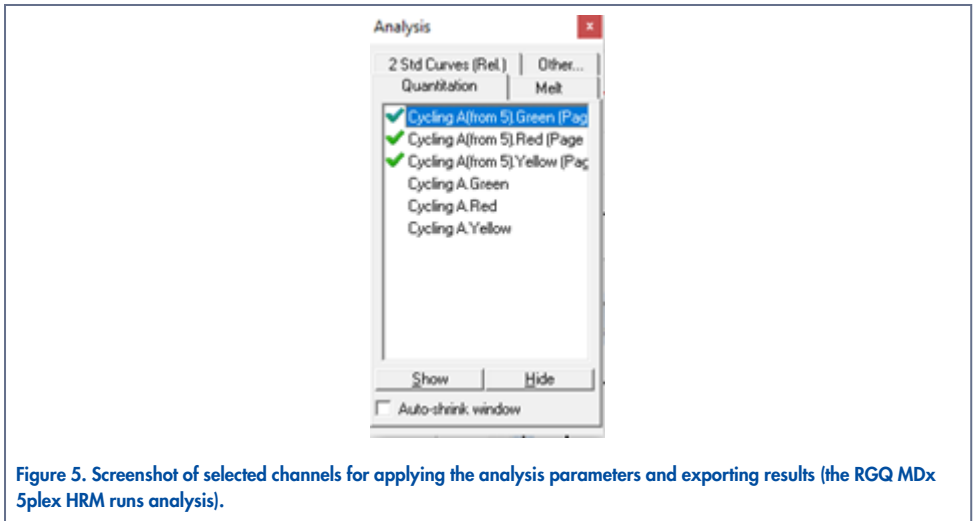 Analysis
x
2 Std Curves (Rel.) Other...
Quantitation Melt
Cycling A(from 5).Green (Pag
Cycling A(from 5).Red (Page
Cycling A(from 5).Yellow (Pag
Cycling A.Green
Cycling A.Red
Cycling A.Yellow
Show Hide
Auto-shrink window
Figure 5. Screenshot of selected channels for applying the analysis parameters and exporting results (the RGQ MDx
5plex HRM runs analysis).